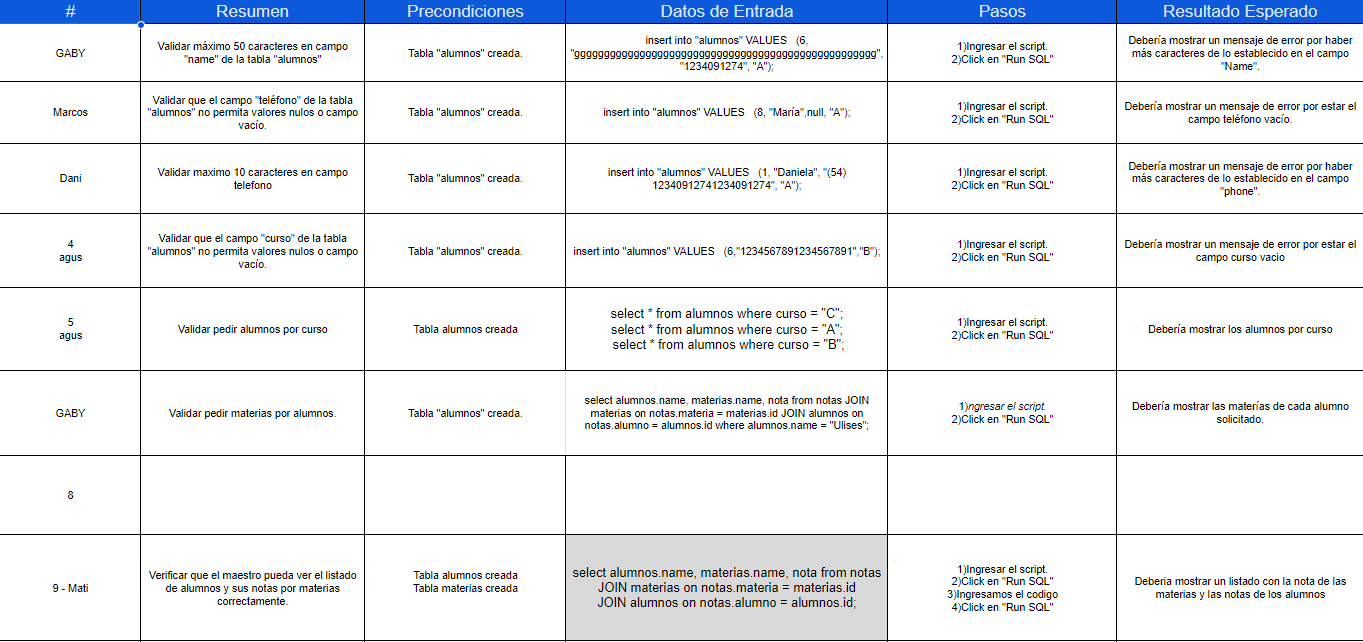 # Resumen Precondiciones Datos de Entrada Pasos Resultado Esperado
GABY
Validar máximo 50 caracteres en campo
"name" de la tabla "alumnos"
Tabla "alumnos" creada.
insert into "alumnos" VALUES (6,
"gggggggggggggggggggggggggggggggggggggggggggggggggggg",
"1234091274", "A");
1)Ingresar el script.
2)Click en "Run SQL"
Debería mostrar un mensaje de error por haber
más caracteres de lo establecido en el campo
"Name".
Marcos
Validar que el campo "teléfono" de la tabla
"alumnos" no permita valores nulos o campo
vacío.
Tabla "alumnos" creada.
insert into "alumnos" VALUES (8, "María",null, "A");
1)Ingresar el script.
2)Click en "Run SQL"
Debería mostrar un mensaje de error por estar el
campo teléfono vacío.
Dani
Validar maximo 10 caracteres en campo
telefono
Tabla "alumnos" creada.
insert into "alumnos" VALUES (1, "Daniela", "(54)
12340912741234091274", "A");
1)Ingresar el script.
2)Click en "Run SQL"
Debería mostrar un mensaje de error por haber
más caracteres de lo establecido en el campo
"phone".
4
agus
Validar que el campo "curso" de la tabla
"alumnos" no permita valores nulos o campo
vacío.
Tabla "alumnos" creada.
insert into "alumnos" VALUES (6,"1234567891234567891","B");
1)Ingresar el script.
2)Click en "Run SQL"
Debería mostrar un mensaje de error por estar el
campo curso vacio
5
agus
Validar pedir alumnos por curso
Tabla alumnos creada
select * from alumnos where curso = "C";
select * from alumnos where curso = "A";
select * from alumnos where curso = "B";
1)Ingresar el script.
2)Click en "Run SQL"
Debería mostrar los alumnos por curso
GABY
Validar pedir materias por alumnos.
Tabla "alumnos" creada.
select alumnos.name, materias.name, nota from notas JOIN
materias on notas.materia = materias.id JOIN alumnos on
notas.alumno = alumnos.id where alumnos.name = "Ulises";
1)ngresar el script.
2)Click en "Run SQL"
Debería mostrar las materías de cada alumno
solicitado.
8
9 - Mati
Verificar que el maestro pueda ver el listado
de alumnos y sus notas por materias
correctamente.
Tabla alumnos creada
Tabla materias creada
select alumnos.name, materias.name, nota from notas
JOIN materias on notas.materia = materias.id
JOIN alumnos on notas.alumno = alumnos.id;
1)Ingresar el script.
2)Click en "Run SQL"
3)Ingresamos el codigo
4)Click en "Run SQL"
Deberia mostrar un listado con la nota de las
materias y las notas de los alumnos